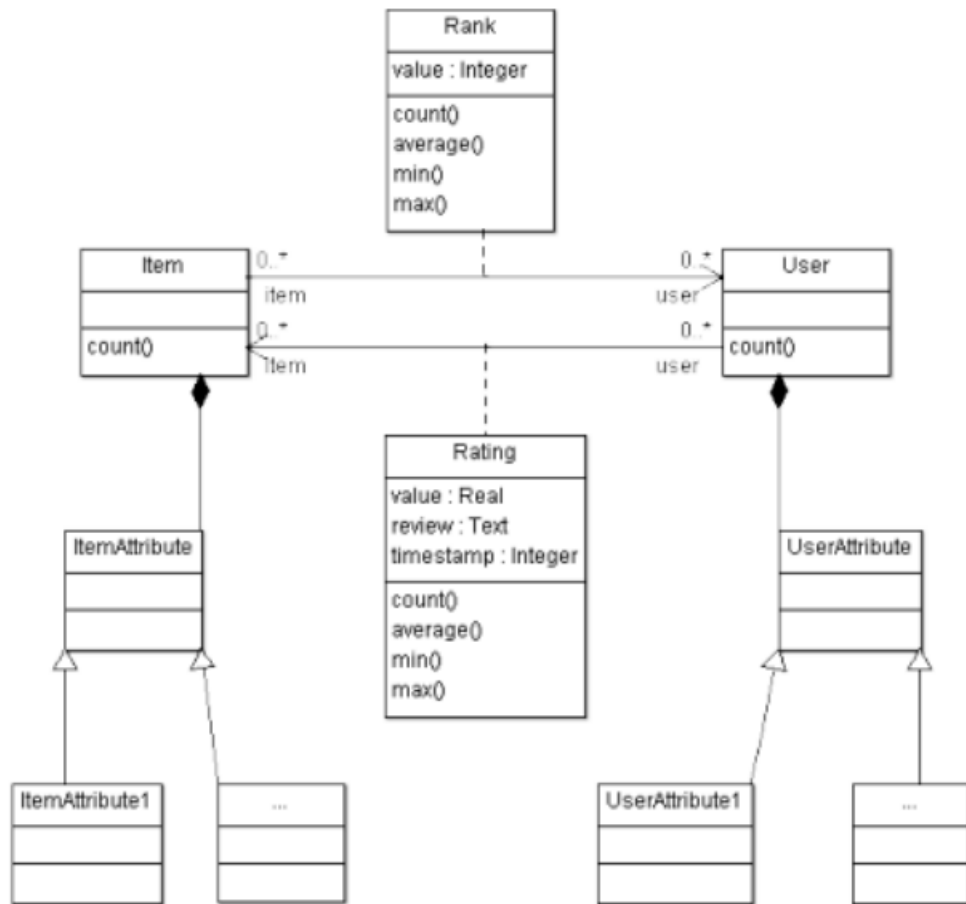 Rank
value : Integer
count()
average()
min()
max()
Item
count()
0..*
item
0..*
user
User
count()
0..*
item
0..*
user
Rating
value : Real
review : Text
timestamp : Integer
count()
average()
min()
max()
ItemAttribute
UserAttribute
ItemAttribute1
...
UserAttribute1
...